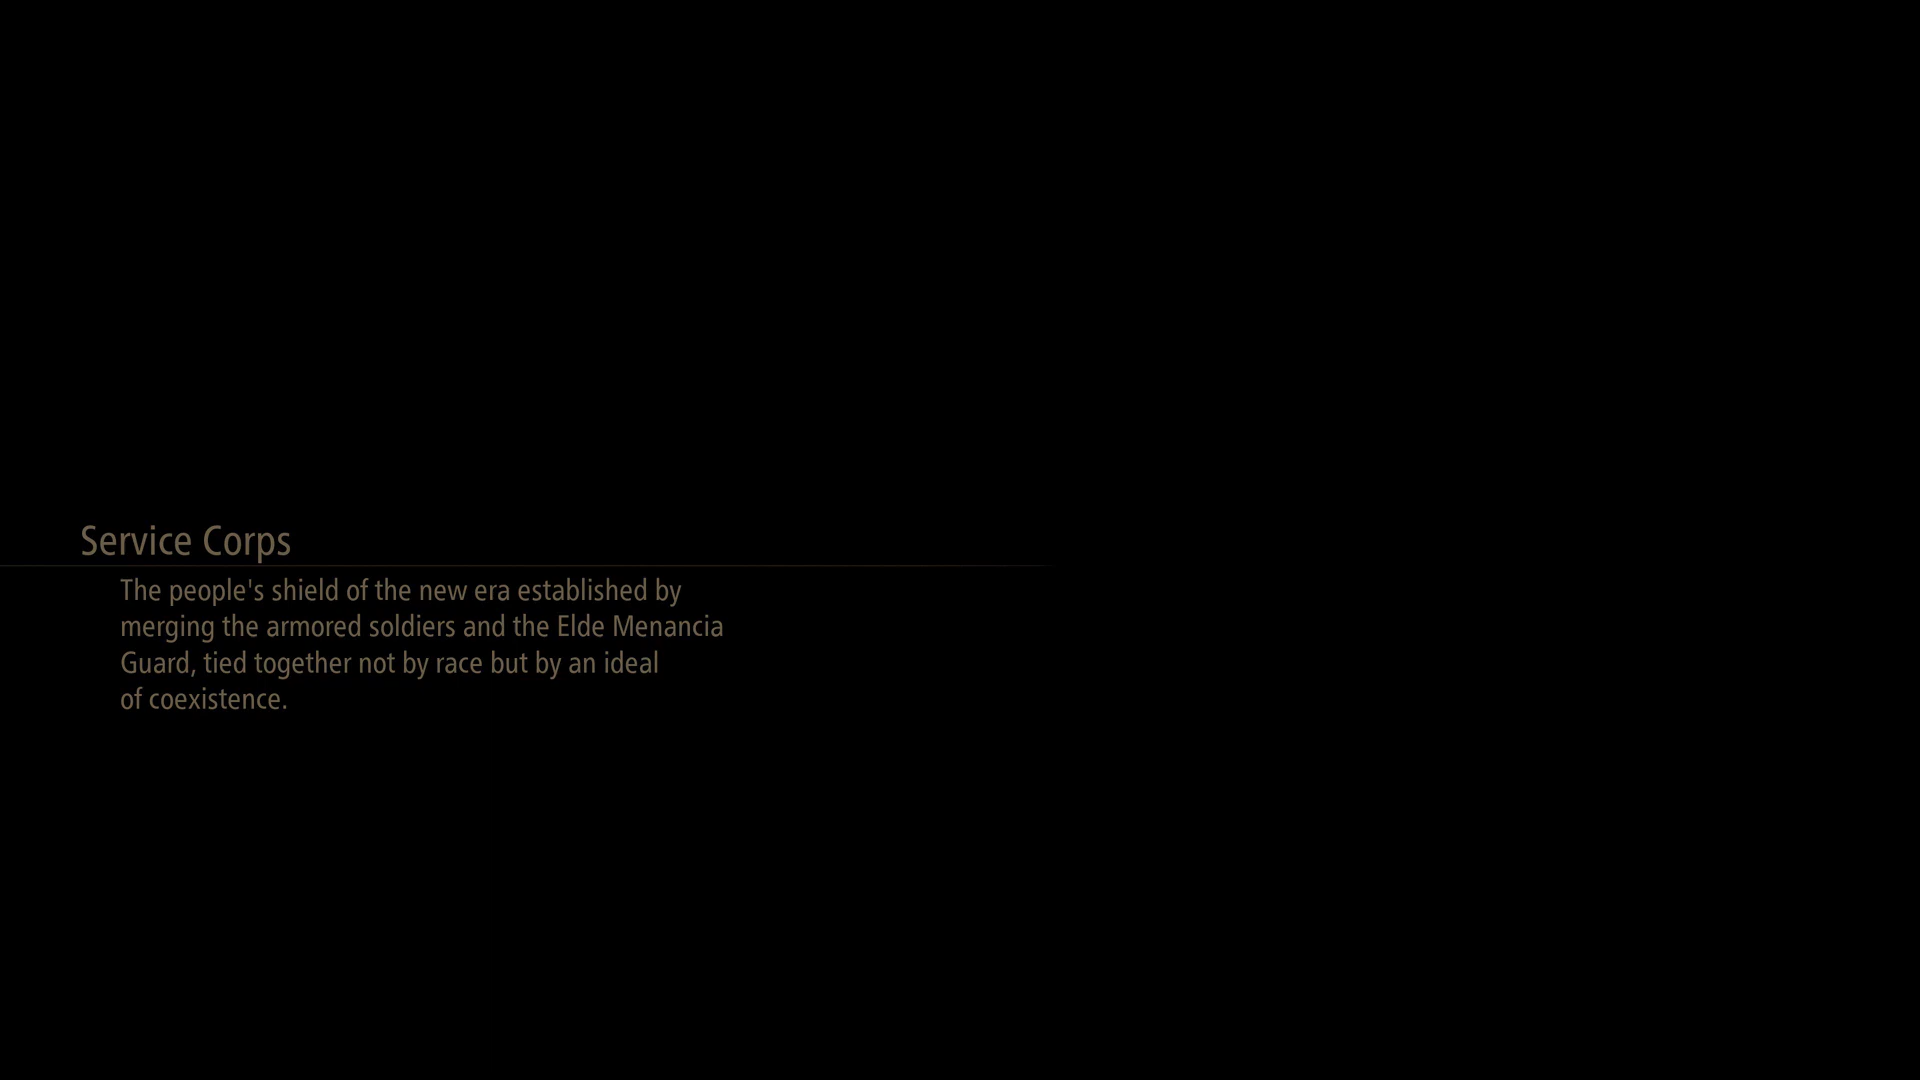 Service Corps
The people's shield of the new era established by
merging the armored soldiers and the Elde Menancia
Guard, tied together not by race but by an ideal
of coexistence.